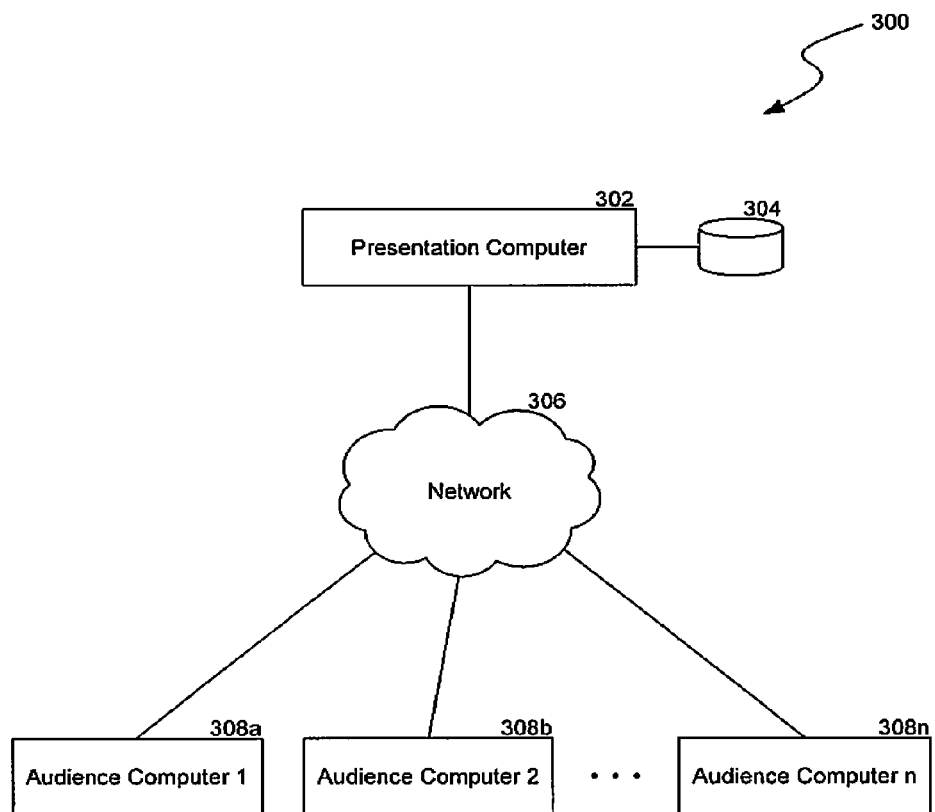 300
302
304
Presentation Computer
306
Network
308a
308b
308n
Audience Computer 1
Audience Computer 2
• • •
Audience Computer n